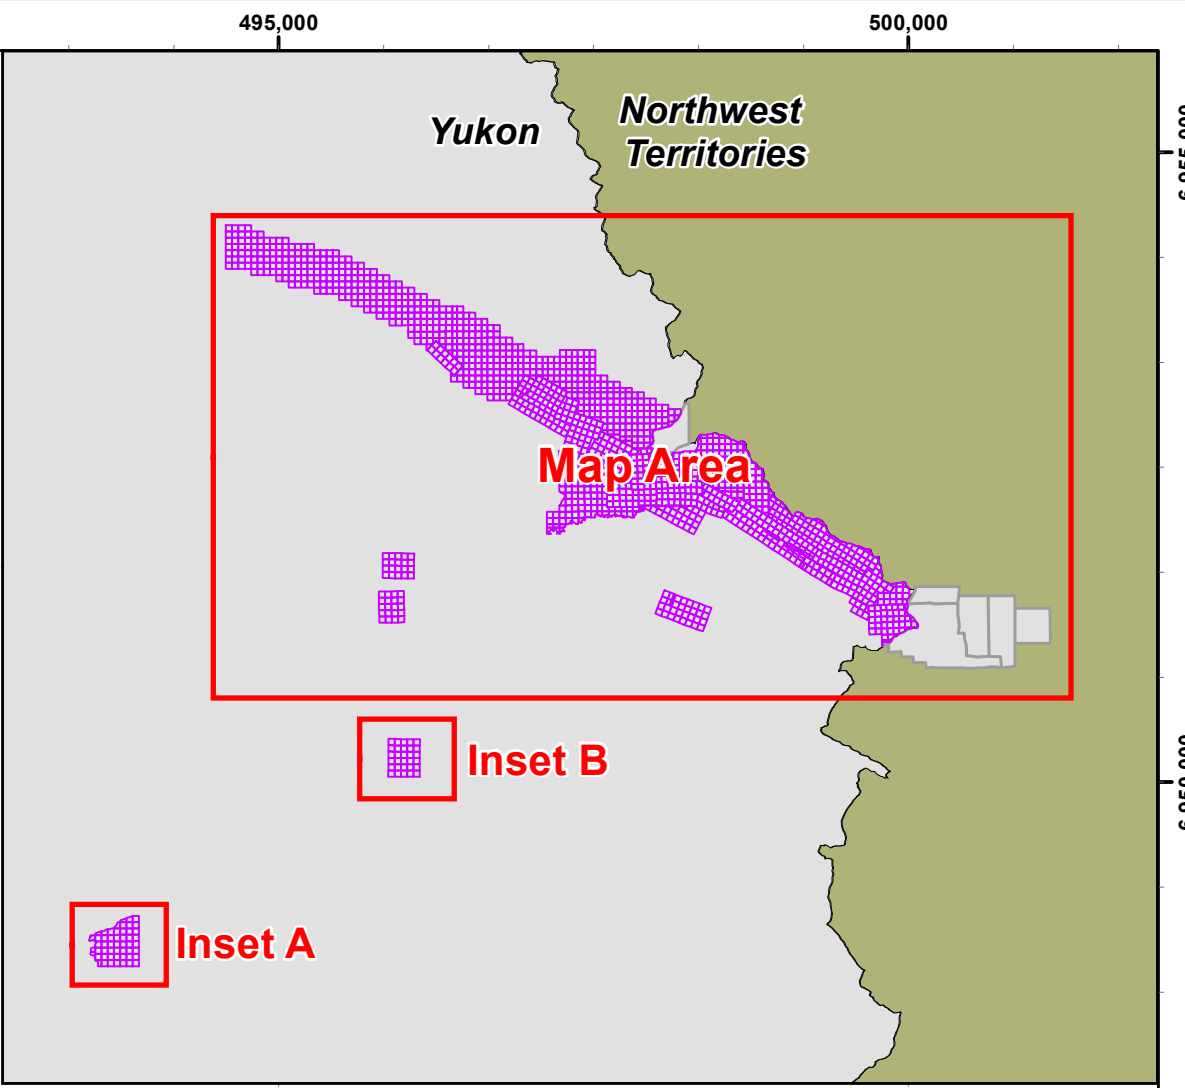 495,000
500,000
Yukon
Northwest
Territories
Map Area
Inset B
Inset A